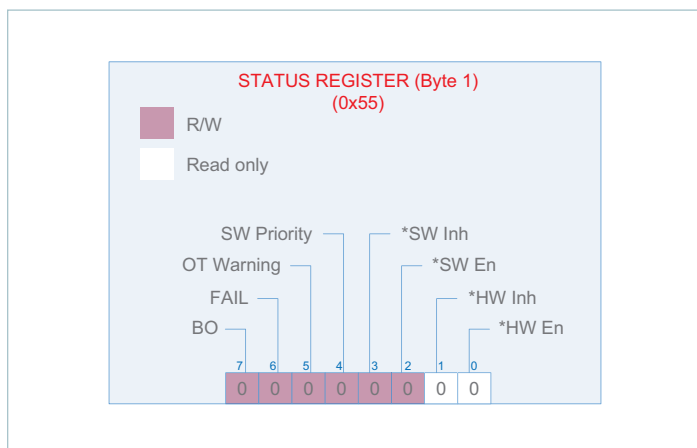 STATUS REGISTER (Byte 1)
(0x55)
R/W
Read only
SW Priority
*SW Inh
OT Warning
*SW En
FAIL
*HW Inh
BO
*HW En
7 6 5 4 3 2 1 0
0 0 0 0 0 0 0 0